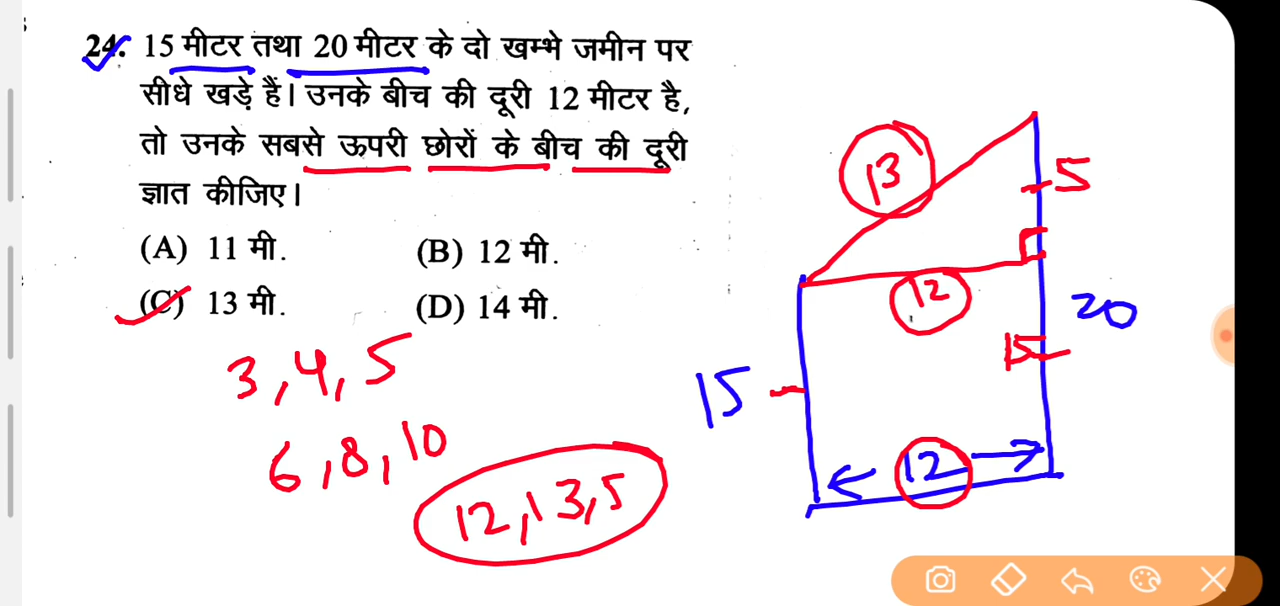 24. 15 मीटर तथा 20 मीटर के दो खम्भे जमीन पर
सीधे खड़े हैं। उनके बीच की दूरी 12 मीटर है,
तो उनके सबसे ऊपरी छोरों के बीच की दूरी
ज्ञात कीजिए।
(A) 11 मी. (B) 12 मी.
(C) 13 मी. (D) 14 मी.
3, 4, 5
6, 8, 10
12, 13, 5
13
5
12
20
15
15
12